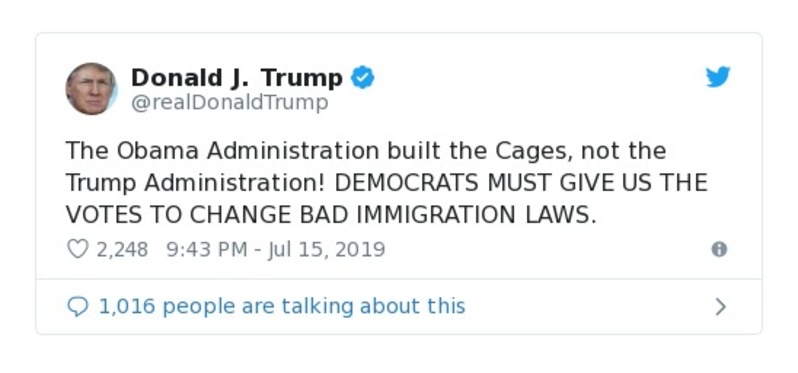 Donald J. Trump
@realDonaldTrump
The Obama Administration built the Cages, not the
Trump Administration! DEMOCRATS MUST GIVE US THE
VOTES TO CHANGE BAD IMMIGRATION LAWS.
2,248 9:43 PM - Jul 15, 2019
1,016 people are talking about this